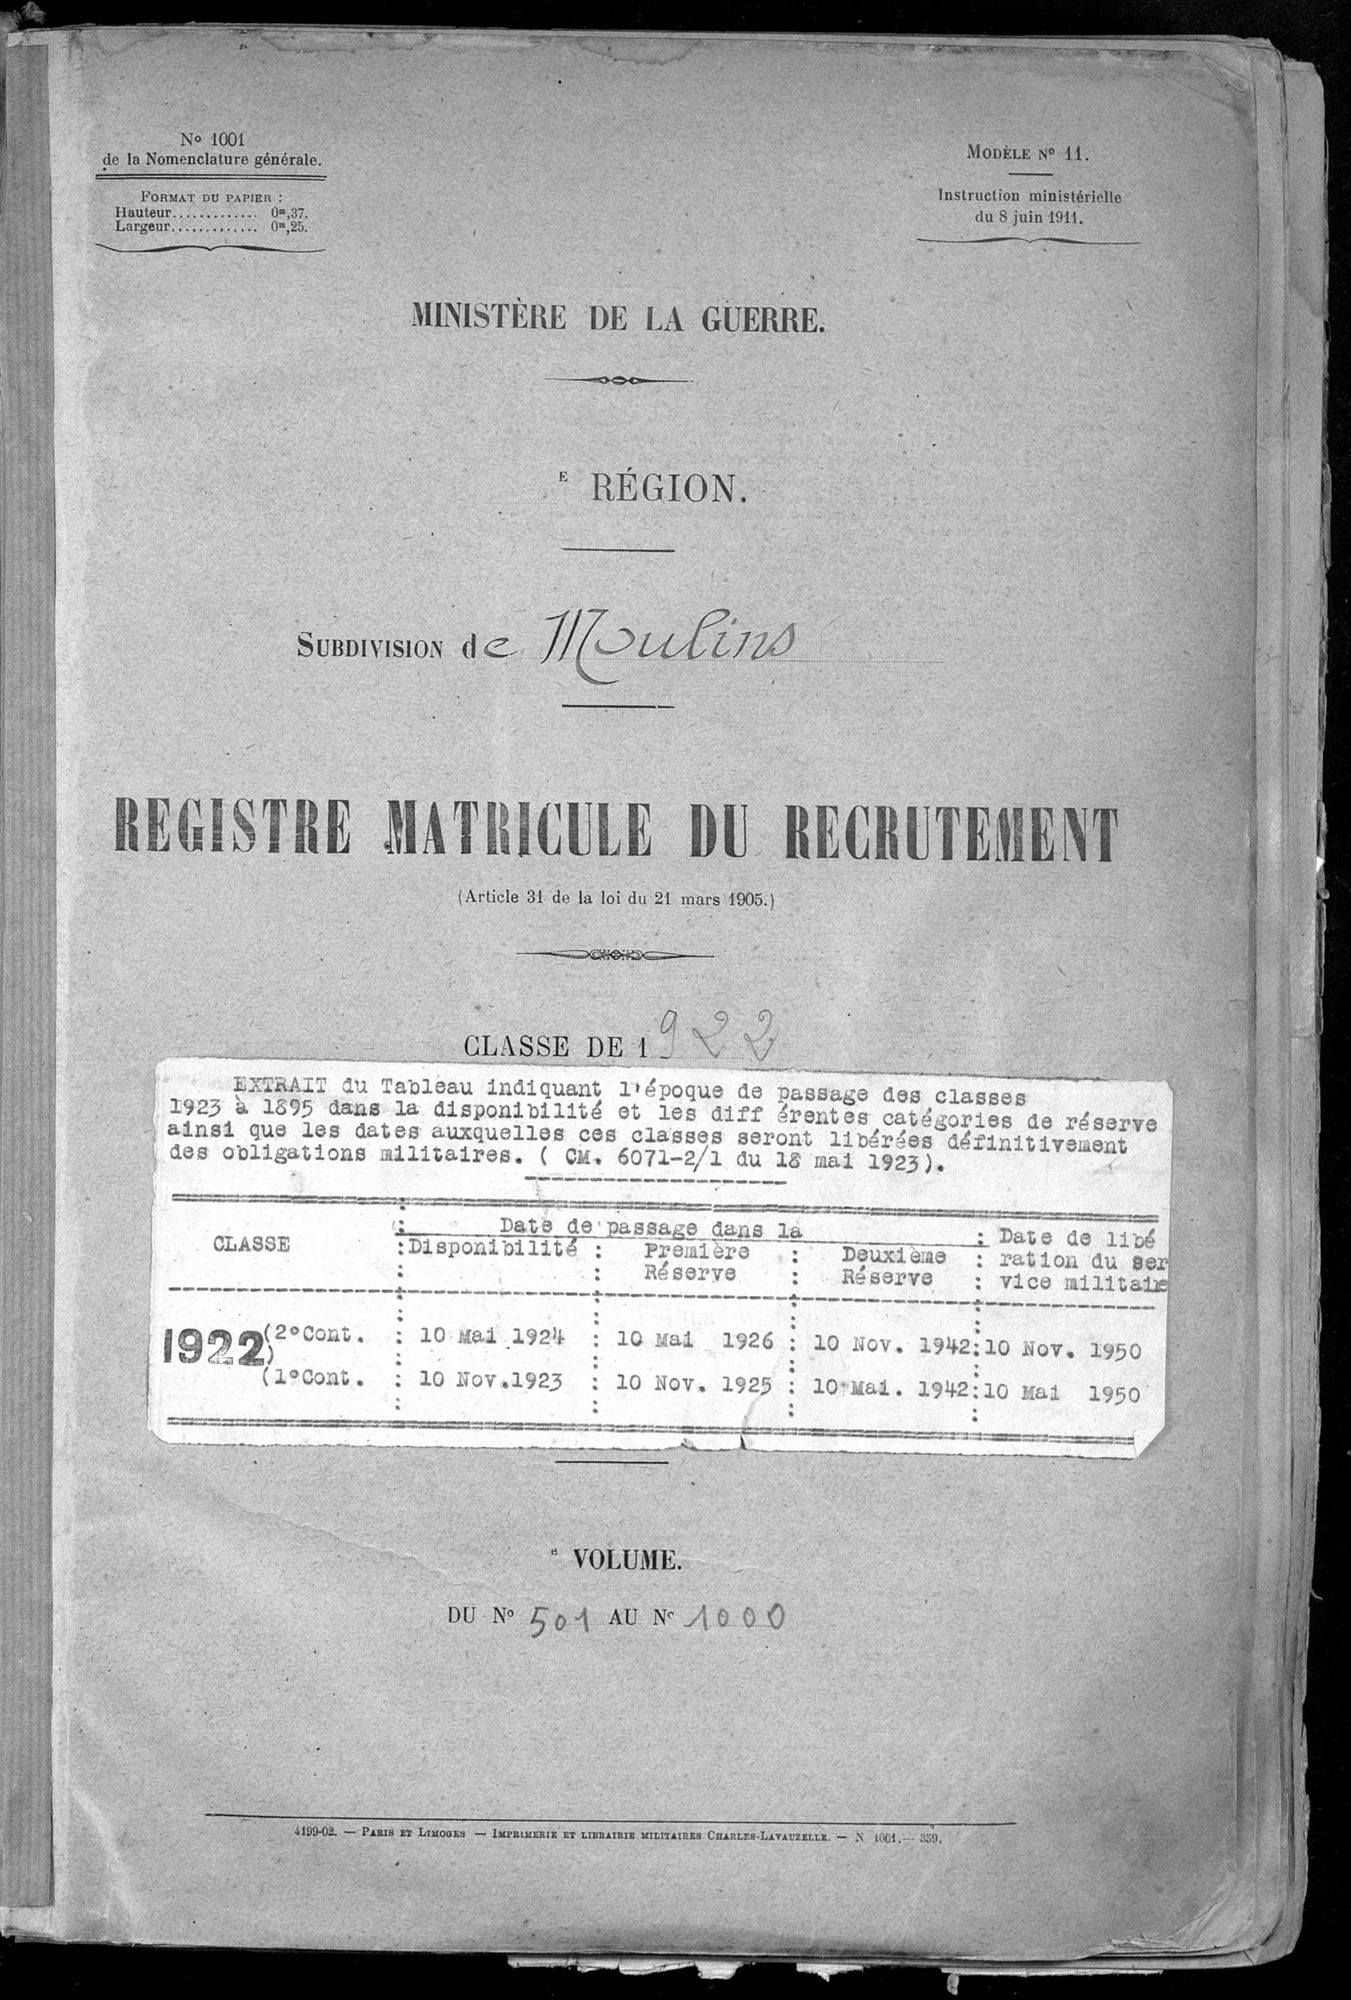 N° 1001
de la Nomenclature générale.
FORMAT DU PAPIER :
Hauteur............. 0m,37.
Largeur............. 0m,25.
MODÈLE N° 11.
Instruction ministérielle
du 8 juin 1911.
MINISTÈRE DE LA GUERRE.
E RÉGION.
SUBDIVISION de Moulins
REGISTRE MATRICULE DU RECRUTEMENT
(Article 31 de la loi du 21 mars 1905.)
CLASSE DE 1922
EXTRAIT du Tableau indiquant l'époque de passage des classes
1923 à 1895 dans la disponibilité et les diff érentes catégories de réserve
ainsi que les dates auxquelles ces classes seront libérées définitivement
des obligations militaires. ( CM. 6071-2/1 du 18 mai 1923).
Date de passage dans la
CLASSE : Disponibilité : Première : Deuxième : Date de libé
Réserve : Réserve : ration du ser
vice militaire
1922 (2°Cont. : 10 Mai 1924 : 10 Mai 1926 : 10 Nov. 1942 : 10 Nov. 1950
(1°Cont. : 10 Nov.1923 : 10 Nov. 1925 : 10 Mai. 1942 : 10 Mai 1950
e VOLUME.
DU N° 501 AU N° 1000
4199-02. — PARIS ET LIMOGES — IMPRIMERIE ET LIBRAIRIE MILITAIRES CHARLES-LAVAUZELLE. — N 1001.— 359.